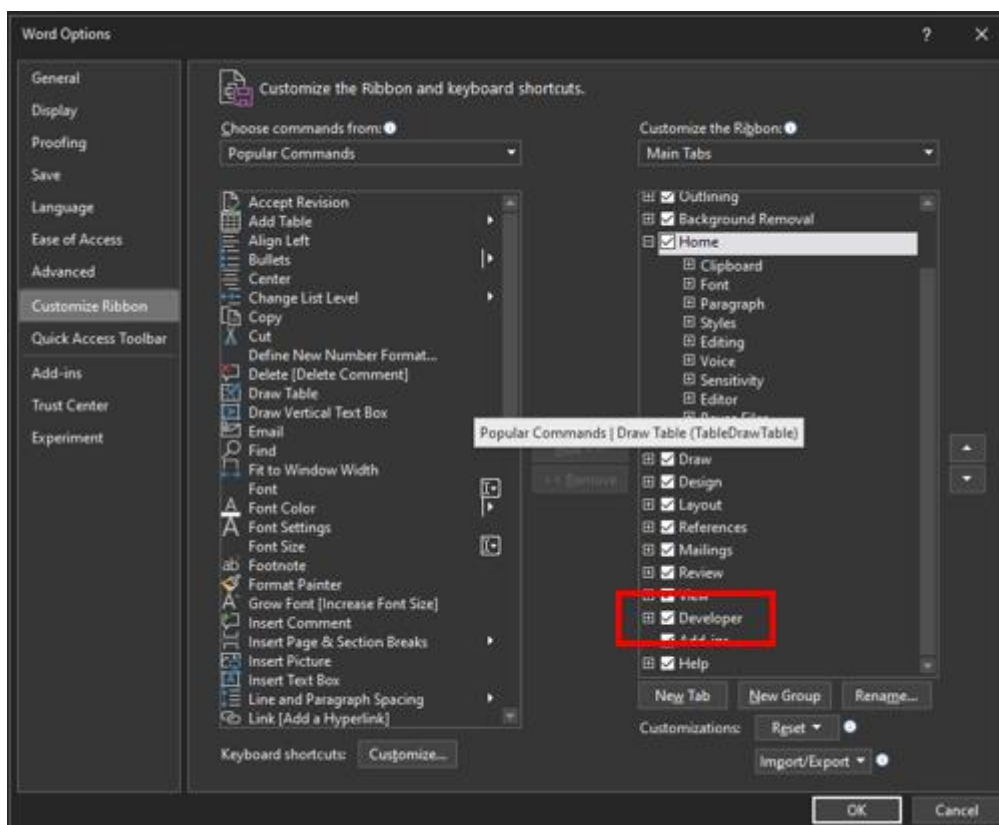 Word Options
?
General
Display
Proofing
Save
Language
Ease of Access
Advanced
Customize Ribbon
Quick Access Toolbar
Add-ins
Trust Center
Experiment
Customize the Ribbon and keyboard shortcuts.
Choose commands from:
Popular Commands
Accept Revision
Add Table
Align Left
Bullets
Center
Change List Level
Copy
Cut
Define New Number Format...
Delete [Delete Comment]
Draw Table
Draw Vertical Text Box
Email
Find
Fit to Window Width
Font
Font Color
Font Settings
Font Size
Footnote
Format Painter
Grow Font [Increase Font Size]
Insert Comment
Insert Page & Section Breaks
Insert Picture
Insert Text Box
Line and Paragraph Spacing
Link [Add a Hyperlink]
Keyboard shortcuts: Customize...
Popular Commands | Draw Table (TableDrawTable)
<< Remove
Customize the Ribbon:
Main Tabs
Outlining
Background Removal
Home
Clipboard
Font
Paragraph
Styles
Editing
Voice
Sensitivity
Editor
Draw
Design
Layout
References
Mailings
Review
View
Developer
Add-ins
Help
New Tab New Group Rename...
Customizations: Reset
Import/Export
OK Cancel